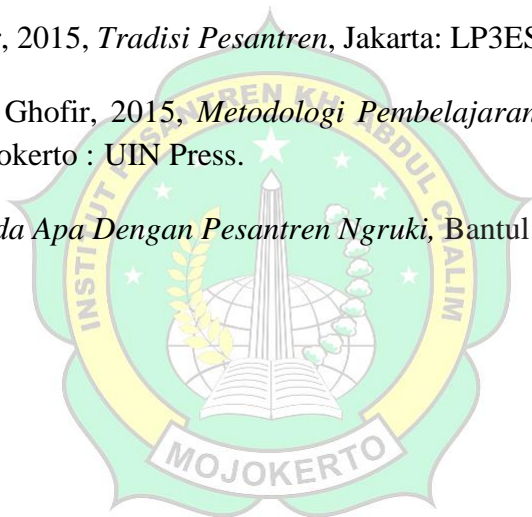 r, 2015, Tradisi Pesantren, Jakarta: LP3ES
Ghofir, 2015, Metodologi Pembelajaran
okerto : UIN Press.
da Apa Dengan Pesantren Ngruki, Bantul
INSTITUT PESANTREN KH. ABDUL CHALIM
MOJOKERTO